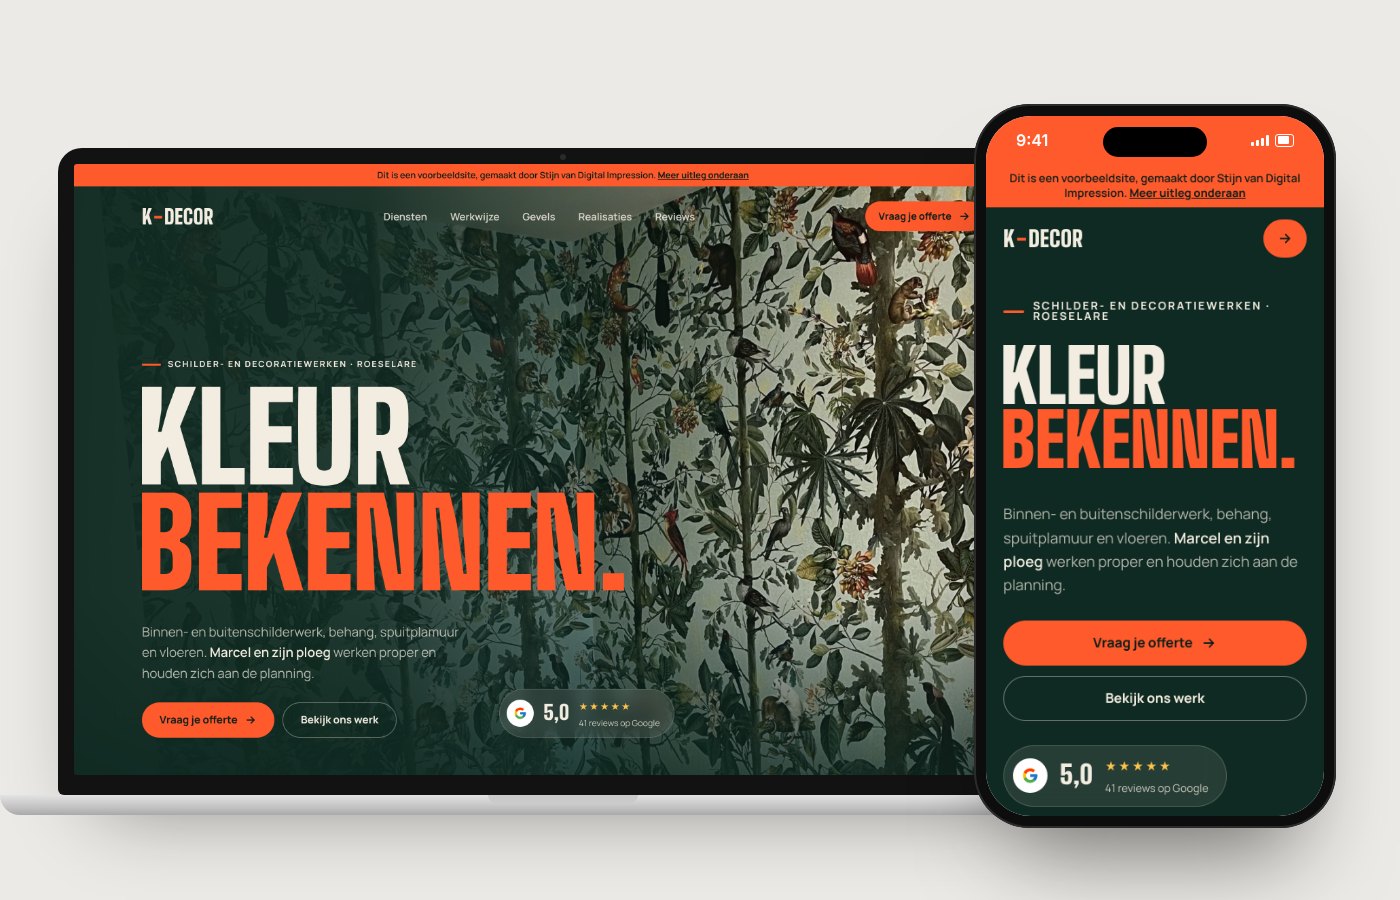 Dit is een voorbeeldsite, gemaakt door Stijn van Digital Impression. Meer uitleg onderaan
K-DECOR
Diensten Werkwijze Gevels Realisaties Reviews
Vraag je offerte →
SCHILDER- EN DECORATIEWERKEN · ROESELARE
KLEUR
BEKENNEN.
Binnen- en buitenschilderwerk, behang, spuitplamuur
en vloeren. Marcel en zijn ploeg werken proper en
houden zich aan de planning.
Vraag je offerte →
Bekijk ons werk
G 5,0 ★★★★★
41 reviews op Google
9:41
Dit is een voorbeeldsite, gemaakt door Stijn van Digital
Impression. Meer uitleg onderaan
K-DECOR
→
SCHILDER- EN DECORATIEWERKEN ·
ROESELARE
KLEUR
BEKENNEN.
Binnen- en buitenschilderwerk, behang,
spuitplamuur en vloeren. Marcel en zijn
ploeg werken proper en houden zich aan de
planning.
Vraag je offerte →
Bekijk ons werk
G 5,0 ★★★★★
41 reviews op Google